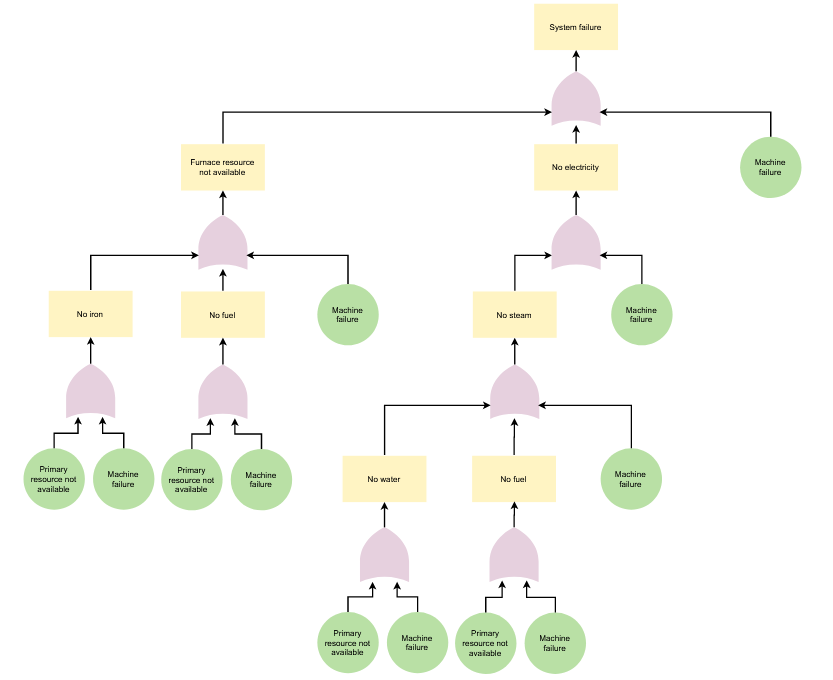 System failure
Furnace resource
not available
No electricity
Machine
failure
No iron
No fuel
Machine
failure
No steam
Machine
failure
Primary
resource not
available
Machine
failure
Primary
resource not
available
Machine
failure
No water
No fuel
Machine
failure
Primary
resource not
available
Machine
failure
Primary
resource not
available
Machine
failure